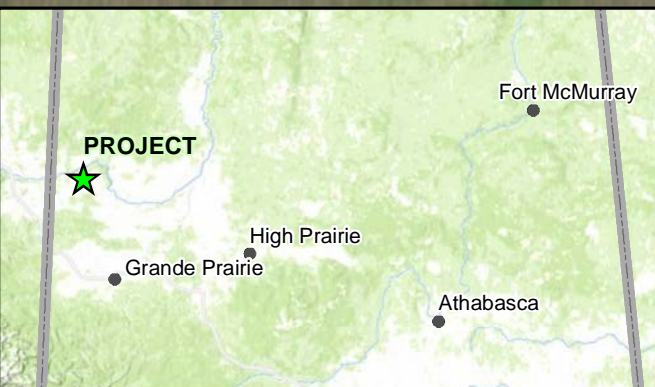 Fort McMurray
PROJECT
High Prairie
Grande Prairie
Athabasca